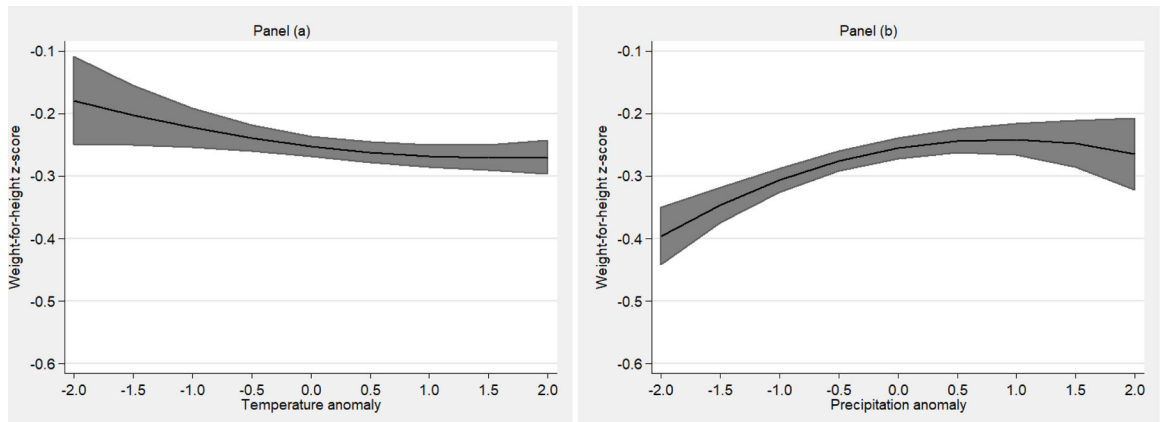 Panel (a)
Weight-for-height z-score
-0.1
-0.2
-0.3
-0.4
-0.5
-0.6
-2.0 -1.5 -1.0 -0.5 0.0 0.5 1.0 1.5 2.0
Temperature anomaly
Panel (b)
Weight-for-height z-score
-0.1
-0.2
-0.3
-0.4
-0.5
-0.6
-2.0 -1.5 -1.0 -0.5 0.0 0.5 1.0 1.5 2.0
Precipitation anomaly